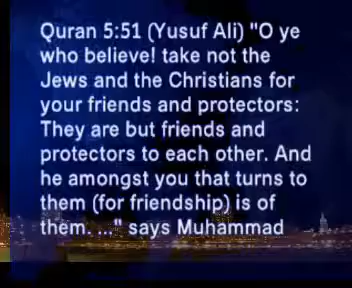 Quran 5:51 (Yusuf Ali) "O ye
who believe! take not the
Jews and the Christians for
your friends and protectors:
They are but friends and
protectors to each other. And
he amongst you that turns to
them (for friendship) is of
them. ..." says Muhammad